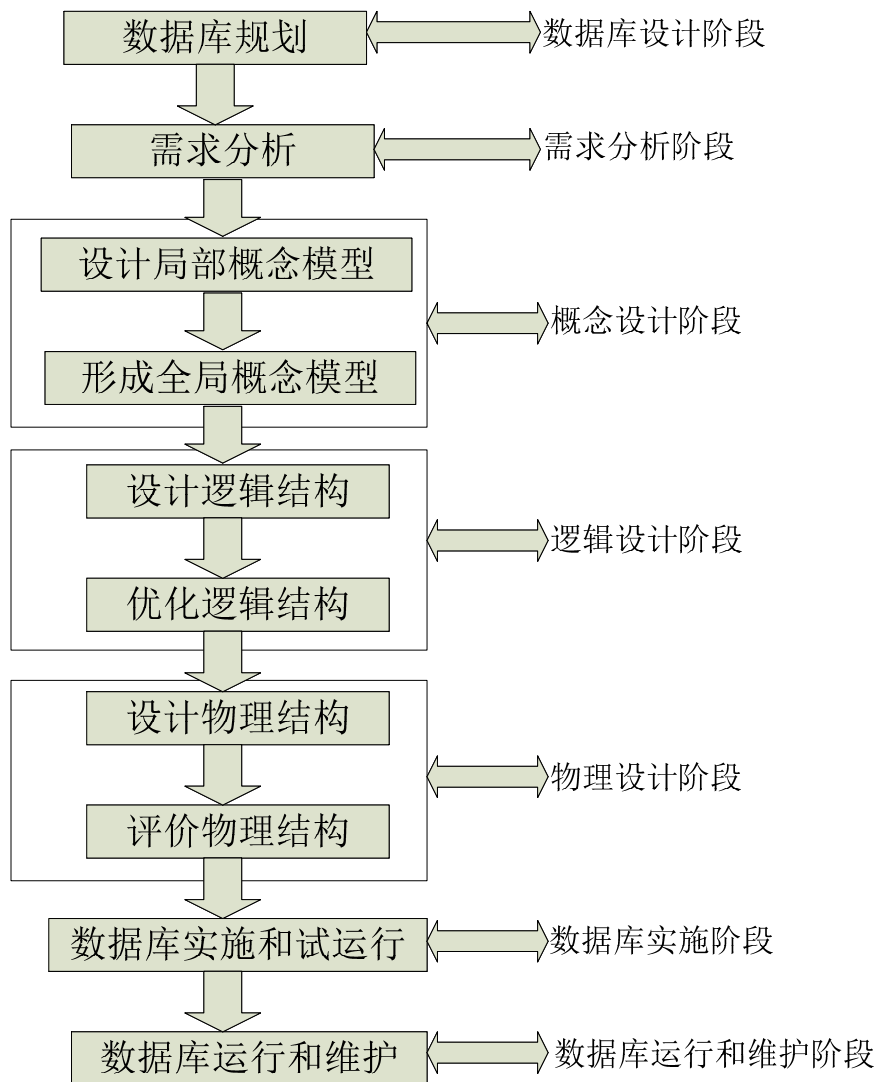 数据库规划
数据库设计阶段
需求分析
需求分析阶段
设计局部概念模型
概念设计阶段
形成全局概念模型
设计逻辑结构
逻辑设计阶段
优化逻辑结构
设计物理结构
物理设计阶段
评价物理结构
数据库实施和试运行
数据库实施阶段
数据库运行和维护
数据库运行和维护阶段